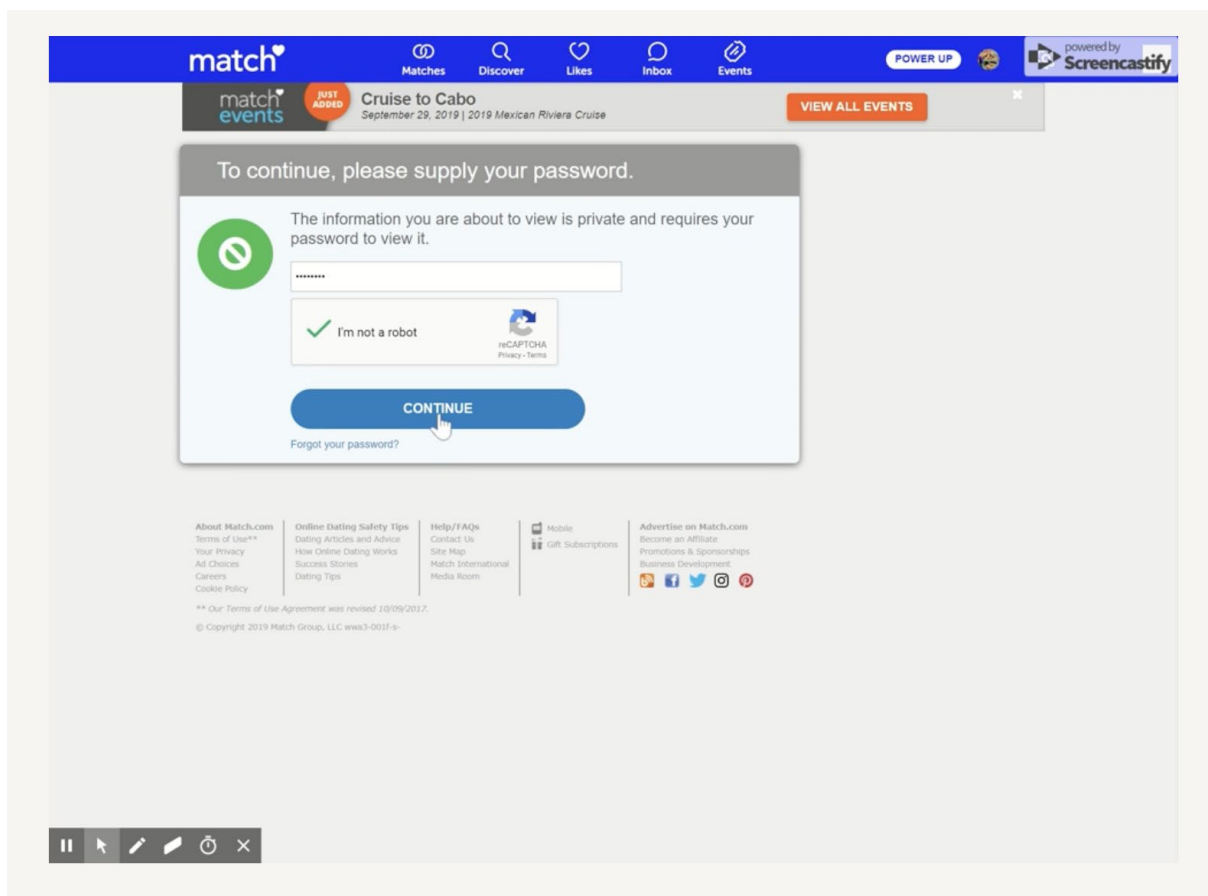 match
Matches
Discover
Likes
Inbox
Events
POWER UP
powered by
Screencastify
match
events
JUST
ADDED
Cruise to Cabo
September 29, 2019 | 2019 Mexican Riviera Cruise
VIEW ALL EVENTS
To continue, please supply your password.
The information you are about to view is private and requires your
password to view it.
••••••••
I'm not a robot
reCAPTCHA
Privacy - Terms
CONTINUE
Forgot your password?
About Match.com
Terms of Use**
Your Privacy
Ad Choices
Careers
Cookie Policy
Online Dating Safety Tips
Dating Articles and Advice
How Online Dating Works
Success Stories
Dating Tips
Help/FAQs
Contact Us
Site Map
Match International
Media Room
Mobile
Gift Subscriptions
Advertise on Match.com
Become an Affiliate
Promotions & Sponsorships
Business Development
** Our Terms of Use Agreement was revised 10/09/2017.
© Copyright 2019 Match Group, LLC wwa3-001f-s-